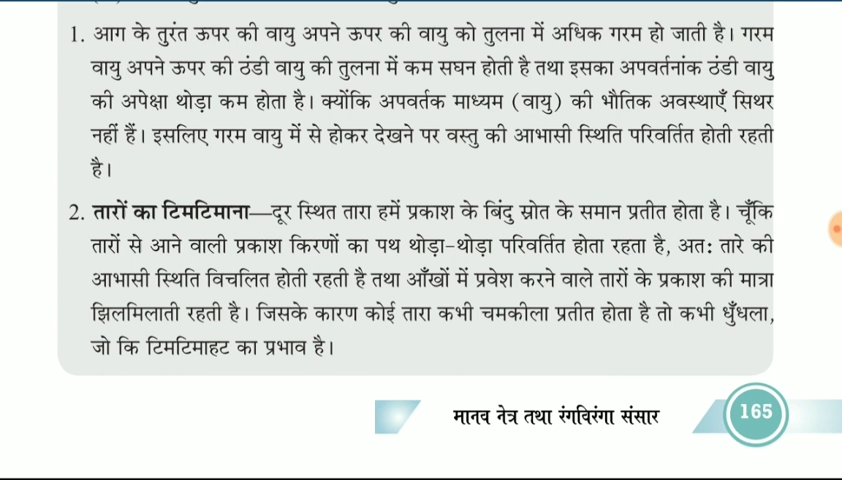 1. आग के तुरंत ऊपर की वायु अपने ऊपर की वायु को तुलना में अधिक गरम हो जाती है। गरम
वायु अपने ऊपर की ठंडी वायु की तुलना में कम सघन होती है तथा इसका अपवर्तनांक ठंडी वायु
की अपेक्षा थोड़ा कम होता है। क्योंकि अपवर्तक माध्यम (वायु) की भौतिक अवस्थाएँ सिथर
नहीं हैं। इसलिए गरम वायु में से होकर देखने पर वस्तु की आभासी स्थिति परिवर्तित होती रहती
है।
2. तारों का टिमटिमाना—दूर स्थित तारा हमें प्रकाश के बिंदु स्रोत के समान प्रतीत होता है। चूँकि
तारों से आने वाली प्रकाश किरणों का पथ थोड़ा-थोड़ा परिवर्तित होता रहता है, अत: तारे की
आभासी स्थिति विचलित होती रहती है तथा आँखों में प्रवेश करने वाले तारों के प्रकाश की मात्रा
झिलमिलाती रहती है। जिसके कारण कोई तारा कभी चमकीला प्रतीत होता है तो कभी धुँधला,
जो कि टिमटिमाहट का प्रभाव है।
मानव नेत्र तथा रंगविरंगा संसार 165